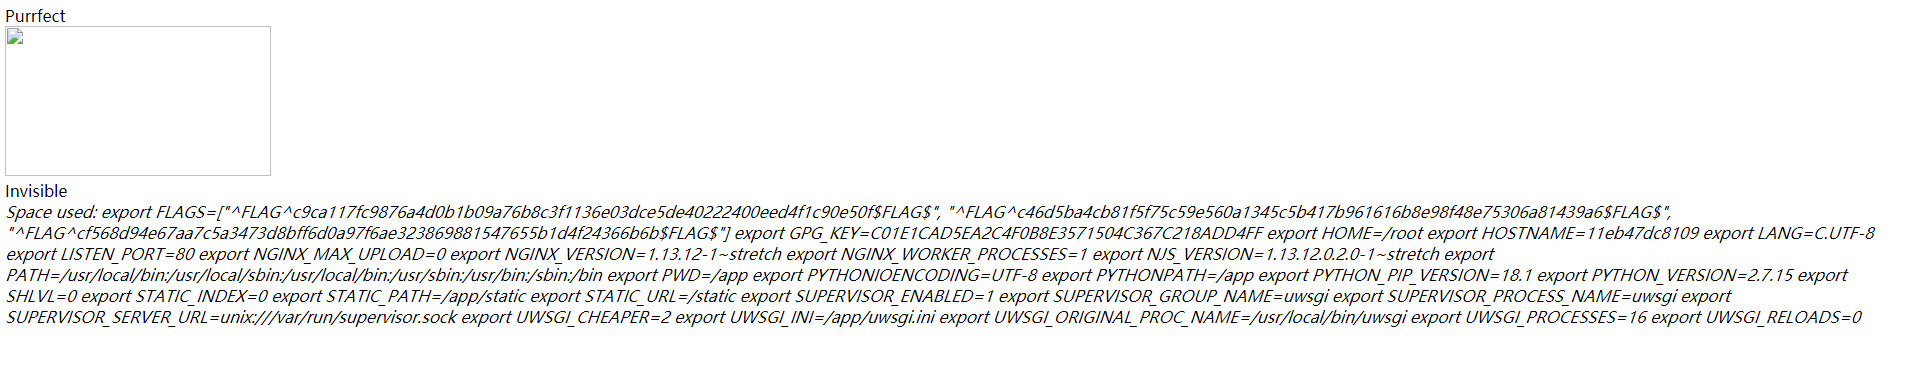 Purrfect
Invisible
Space used: export FLAGS=["^FLAG^c9ca117fc9876a4d0b1b09a76b8c3f1136e03dce5de40222400eed4f1c90e50f$FLAG$", "^FLAG^c46d5ba4cb81f5f75c59e560a1345c5b417b961616b8e98f48e75306a81439a6$FLAG$",
"^FLAG^cf568d94e67aa7c5a3473d8bff6d0a97f6ae323869881547655b1d4f24366b6b$FLAG$"] export GPG_KEY=C01E1CAD5EA2C4F0B8E3571504C367C218ADD4FF export HOME=/root export HOSTNAME=11eb47dc8109 export LANG=C.UTF-8
export LISTEN_PORT=80 export NGINX_MAX_UPLOAD=0 export NGINX_VERSION=1.13.12-1~stretch export NGINX_WORKER_PROCESSES=1 export NJS_VERSION=1.13.12.0.2.0-1~stretch export
PATH=/usr/local/bin:/usr/local/sbin:/usr/local/bin:/usr/sbin:/usr/bin:/sbin:/bin export PWD=/app export PYTHONIOENCODING=UTF-8 export PYTHONPATH=/app export PYTHON_PIP_VERSION=18.1 export PYTHON_VERSION=2.7.15 export
SHLVL=0 export STATIC_INDEX=0 export STATIC_PATH=/app/static export STATIC_URL=/static export SUPERVISOR_ENABLED=1 export SUPERVISOR_GROUP_NAME=uwsgi export SUPERVISOR_PROCESS_NAME=uwsgi export
SUPERVISOR_SERVER_URL=unix:///var/run/supervisor.sock export UWSGI_CHEAPER=2 export UWSGI_INI=/app/uwsgi.ini export UWSGI_ORIGINAL_PROC_NAME=/usr/local/bin/uwsgi export UWSGI_PROCESSES=16 export UWSGI_RELOADS=0